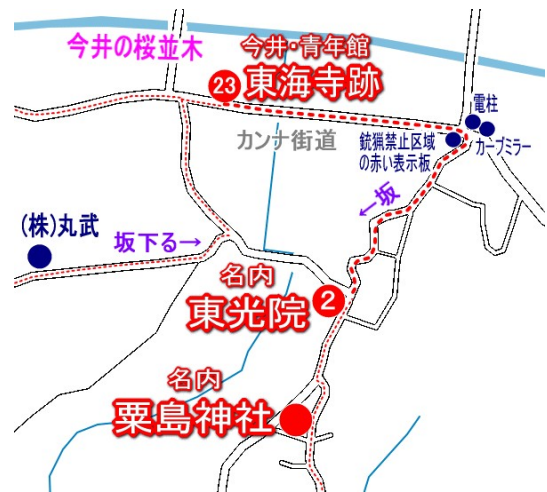 今井の桜並木
今井・青年館
23 東海寺跡
電柱
カーブミラー
銃猟禁止区域
の赤い表示板
カンナ街道
←坂
(株)丸武
坂下る→
名内
東光院 2
名内
粟島神社